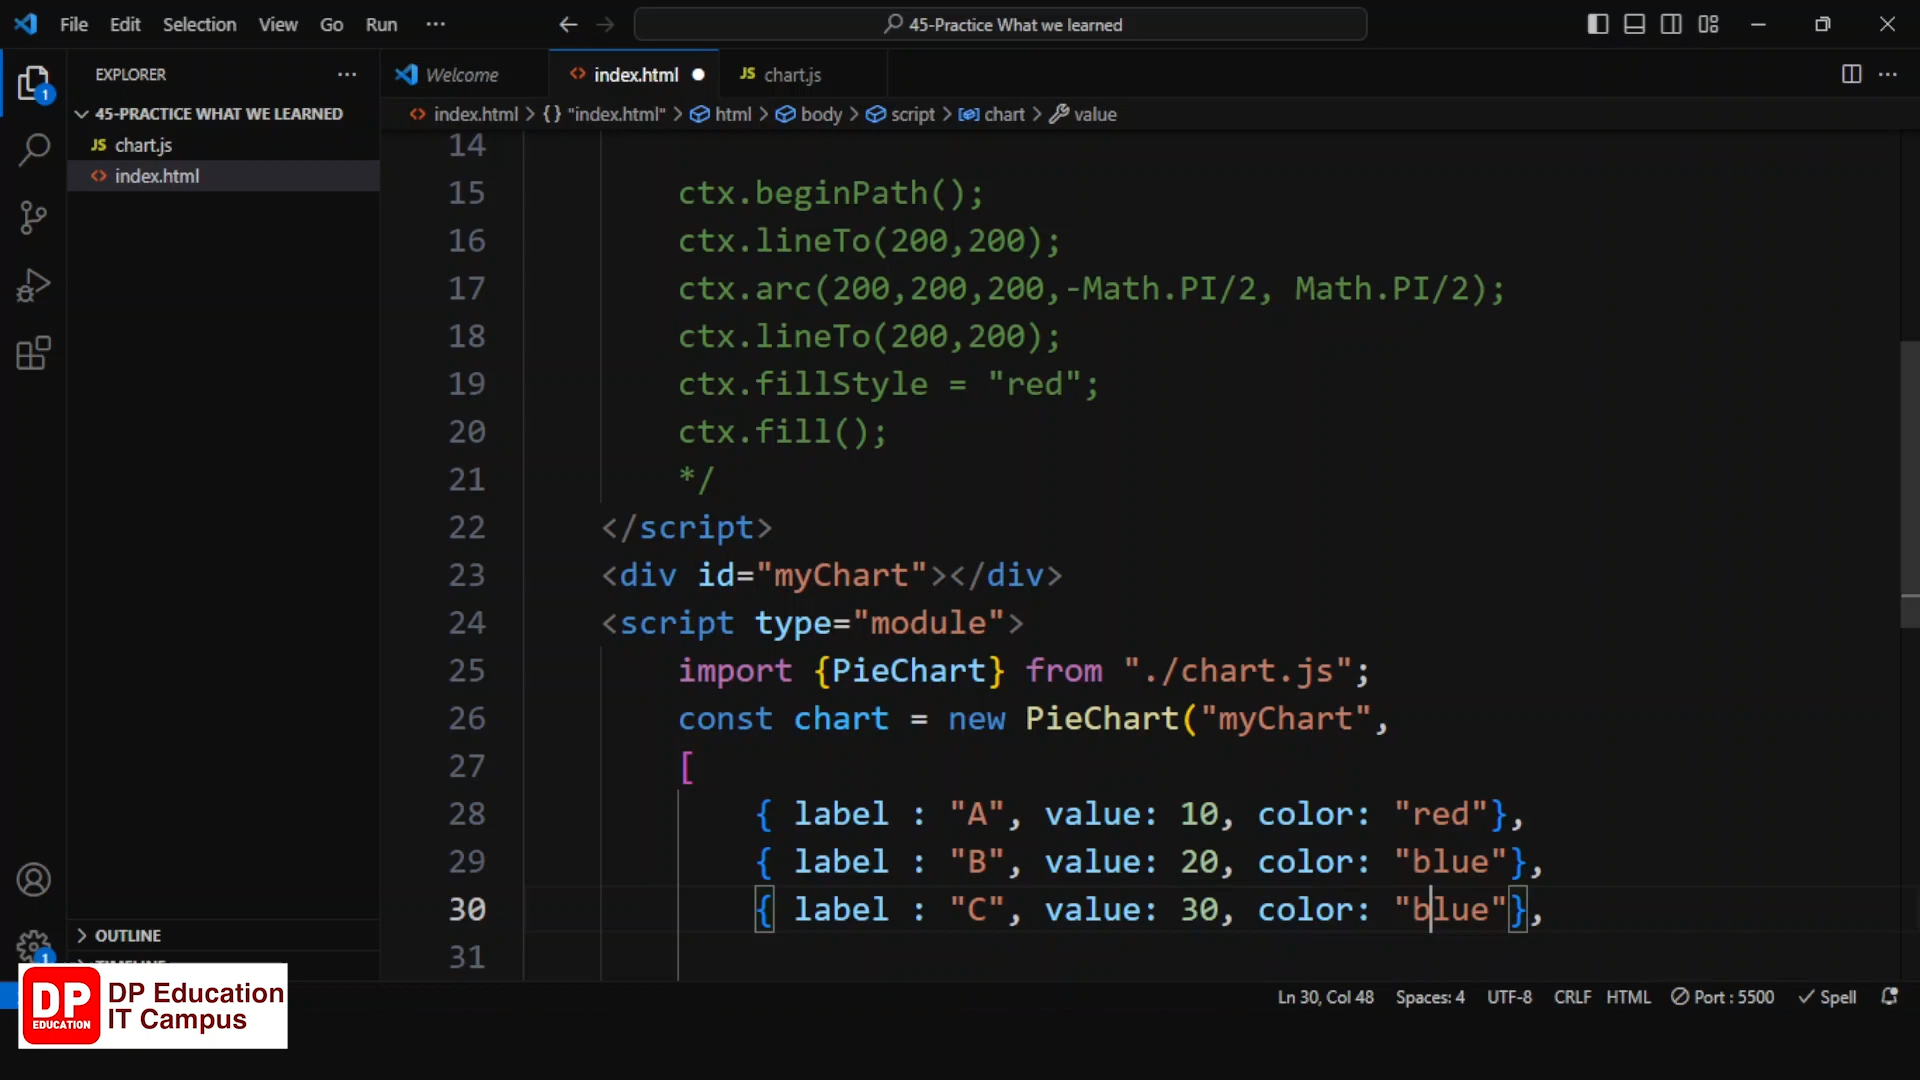 File Edit Selection View Go Run ··· 45-Practice What we learned
EXPLORER ···
45-PRACTICE WHAT WE LEARNED
JS chart.js
<> index.html
OUTLINE
1
1
Welcome <> index.html JS chart.js ···
<> index.html > {} "index.html" > html > body > script > chart > value
14
15 ctx.beginPath();
16 ctx.lineTo(200,200);
17 ctx.arc(200,200,200,-Math.PI/2, Math.PI/2);
18 ctx.lineTo(200,200);
19 ctx.fillStyle = "red";
20 ctx.fill();
21 */
22 </script>
23 <div id="myChart"></div>
24 <script type="module">
25 import {PieChart} from "./chart.js";
26 const chart = new PieChart("myChart",
27 [
28 { label : "A", value: 10, color: "red"},
29 { label : "B", value: 20, color: "blue"},
30 { label : "C", value: 30, color: "blue"},
31
Ln 30, Col 48 Spaces: 4 UTF-8 CRLF HTML Port : 5500 Spell
DP EDUCATION
DP Education
IT Campus